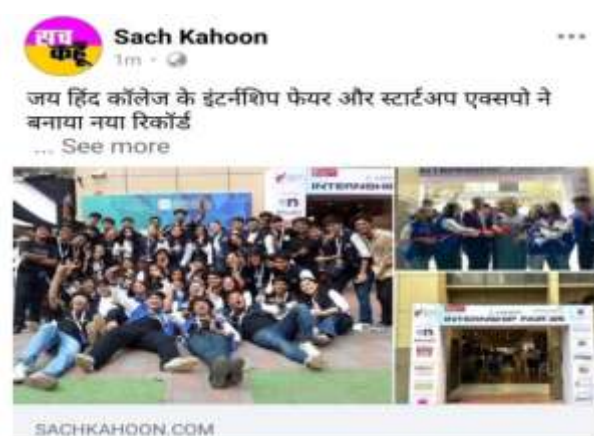 सच
कहूँ
Sach Kahoon
1m
जय हिंद कॉलेज के इंटर्नशिप फेयर और स्टार्टअप एक्सपो ने
बनाया नया रिकॉर्ड
... See more
INTERNSHIP
INTERNSHIP FAIR
SACHKAHOON.COM